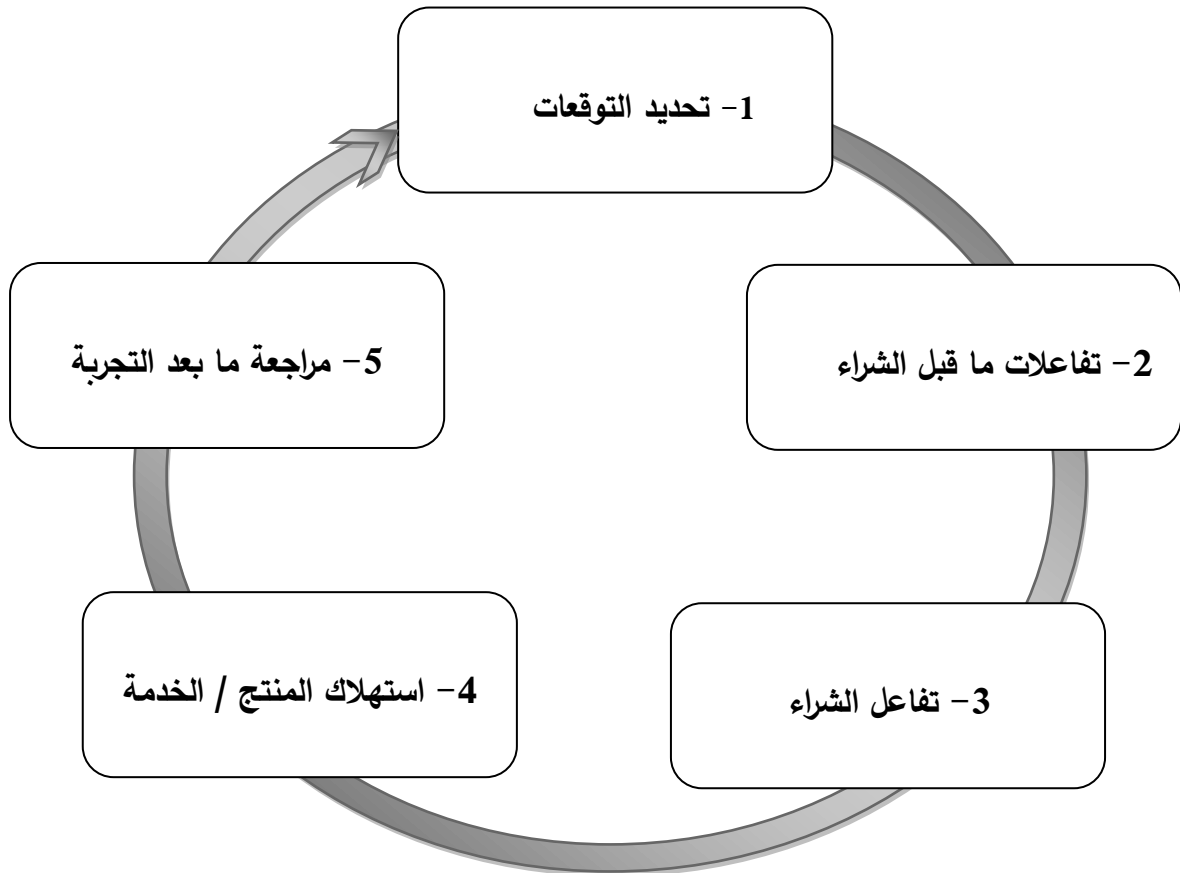 1- تحديد التوقعات
2- تفاعلات ما قبل الشراء
3- تفاعل الشراء
4- استهلاك المنتج / الخدمة
5- مراجعة ما بعد التجربة